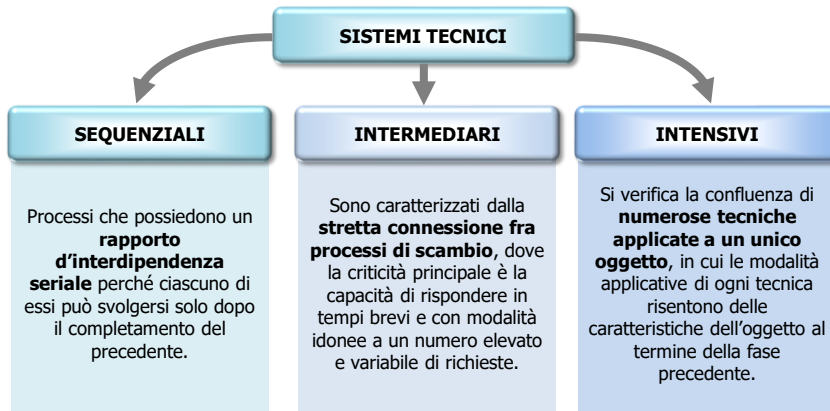 SISTEMI TECNICI
SEQUENZIALI
Processi che possiedono un
rapporto
d’interdipendenza
seriale perché ciascuno di
essi può svolgersi solo dopo
il completamento del
precedente.
INTERMEDIARI
Sono caratterizzati dalla
stretta connessione fra
processi di scambio, dove
la criticità principale è la
capacità di rispondere in
tempi brevi e con modalità
idonee a un numero elevato
e variabile di richieste.
INTENSIVI
Si verifica la confluenza di
numerose tecniche
applicate a un unico
oggetto, in cui le modalità
applicative di ogni tecnica
risentono delle
caratteristiche dell’oggetto al
termine della fase
precedente.